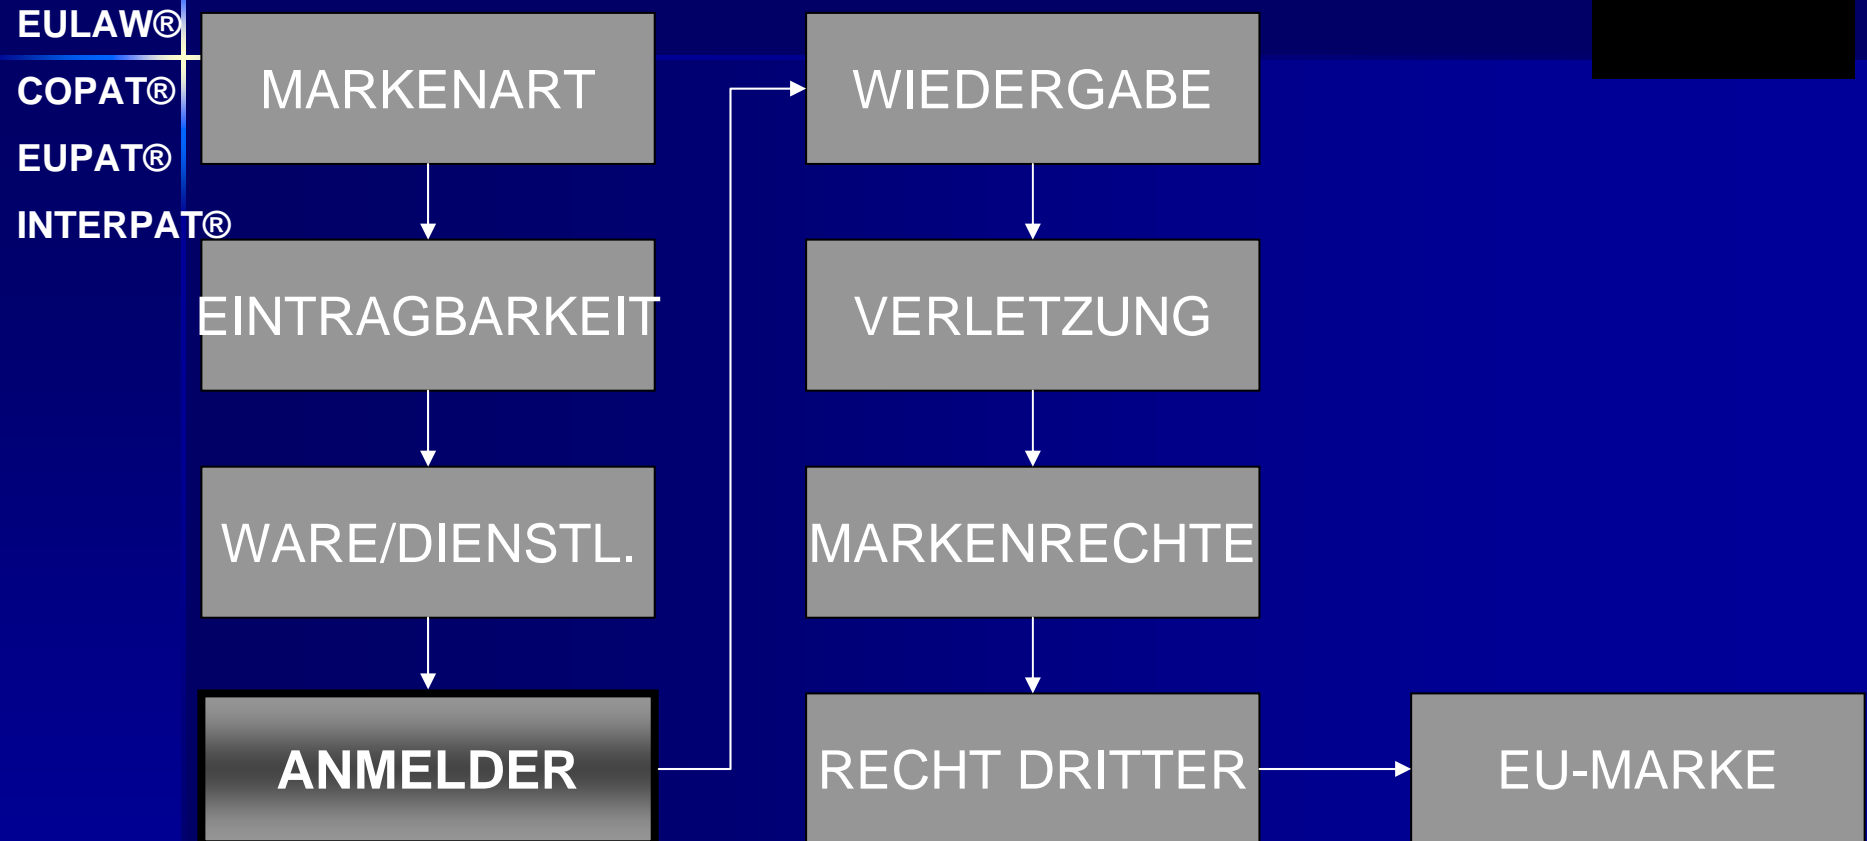 EULAW®
COPAT®
EUPAT®
INTERPAT®
MARKENART
EINTRAGBARKEIT
WARE/DIENSTL.
ANMELDER
WIEDERGABE
VERLETZUNG
MARKENRECHTE
RECHT DRITTER
EU-MARKE